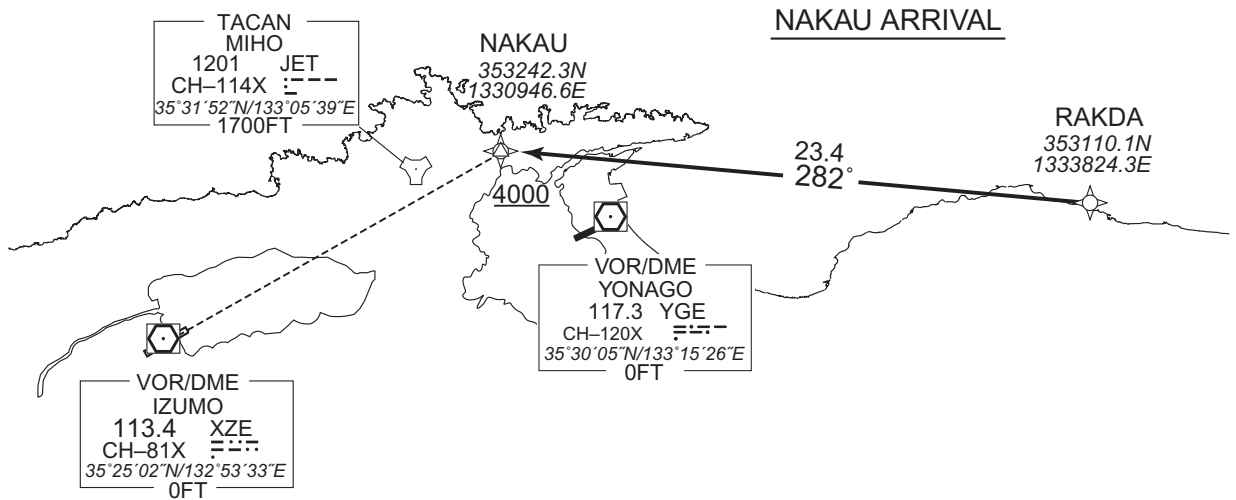 NAKAU ARRIVAL
TACAN
MIHO
1201 JET
CH–114X
35°31´52˝N/133°05´39˝E
1700FT
NAKAU
353242.3N
1330946.6E
4000
RAKDA
353110.1N
1333824.3E
23.4
282°
VOR/DME
YONAGO
117.3 YGE
CH–120X
35°30´05˝N/133°15´26˝E
0FT
VOR/DME
IZUMO
113.4 XZE
CH–81X
35°25´02˝N/132°53´33˝E
0FT